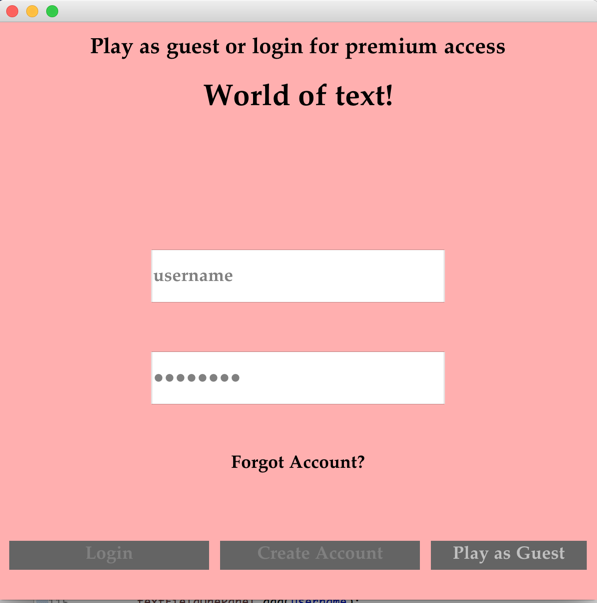 Play as guest or login for premium access
World of text!
username
●●●●●●●●
Forgot Account?
Login Create Account Play as Guest